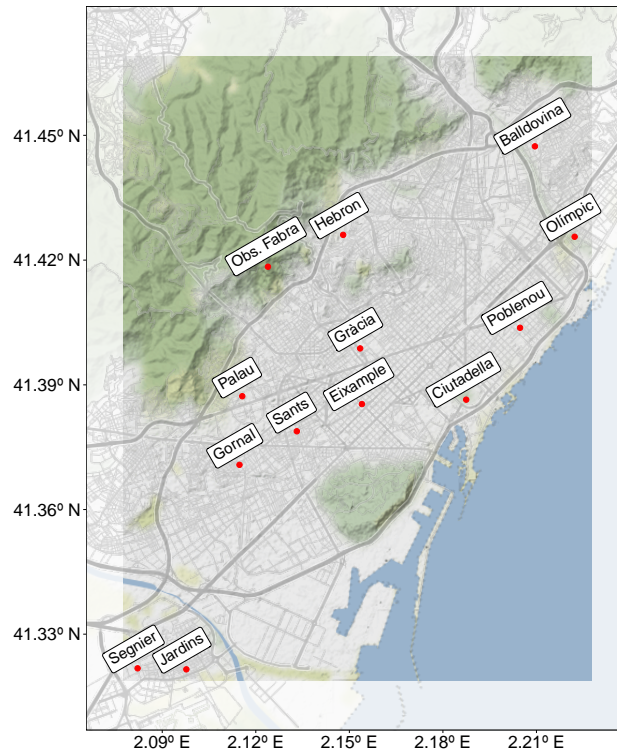 41.45º N
41.42º N
41.39º N
41.36º N
41.33º N
Balldovina
Olímpic
Hebron
Obs. Fabra
Poblenou
Gràcia
Ciutadella
Eixample
Palau
Sants
Gornal
Segnier
Jardins
2.09º E
2.12º E
2.15º E
2.18º E
2.21º E